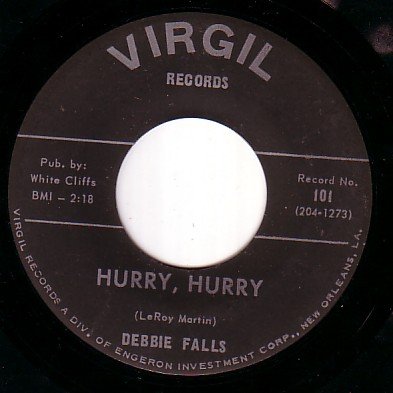 VIRGIL
RECORDS
Pub. by:
White Cliffs
BMI - 2:18
Record No.
101
(204-1273)
HURRY, HURRY
(LeRoy Martin)
DEBBIE FALLS
VIRGIL RECORDS A DIV. OF ENGERON INVESTMENT CORP., NEW ORLEANS, LA.